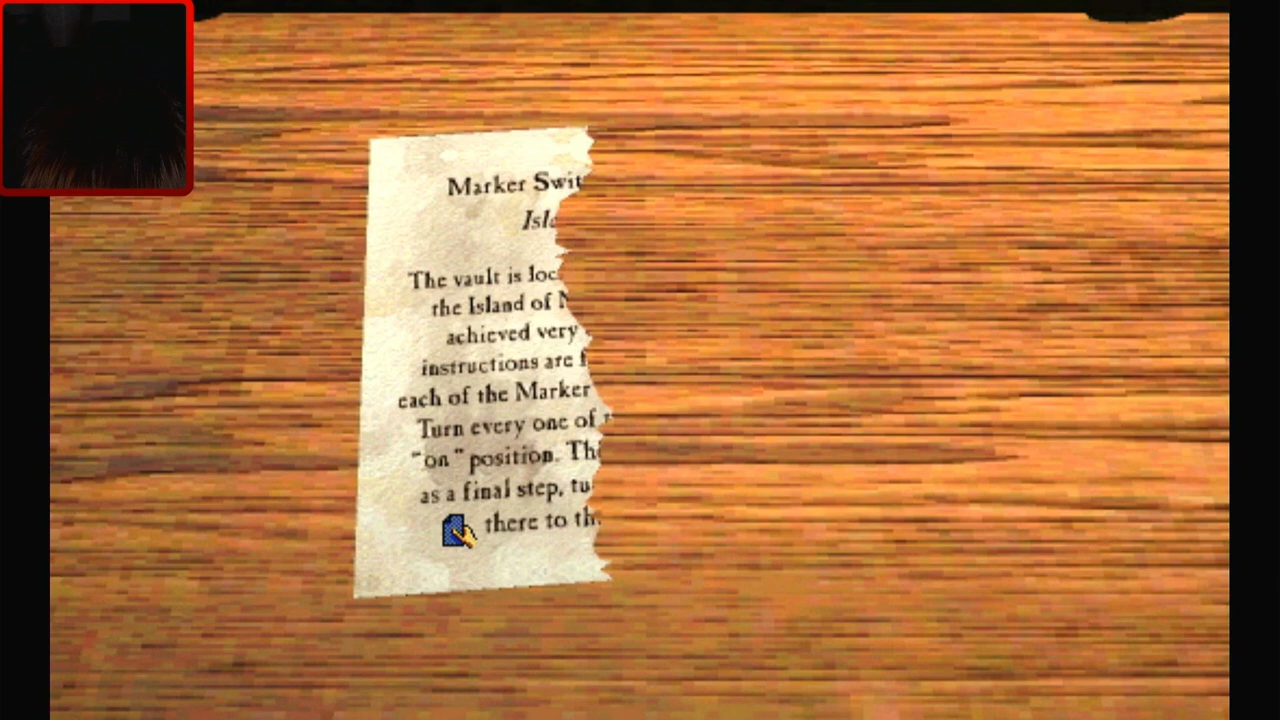 Marker Swit
Isla
The vault is loc
the Island of N
achieved very
instructions are f
each of the Marker
Turn every one of t
"on" position. The
as a final step, tu
there to th